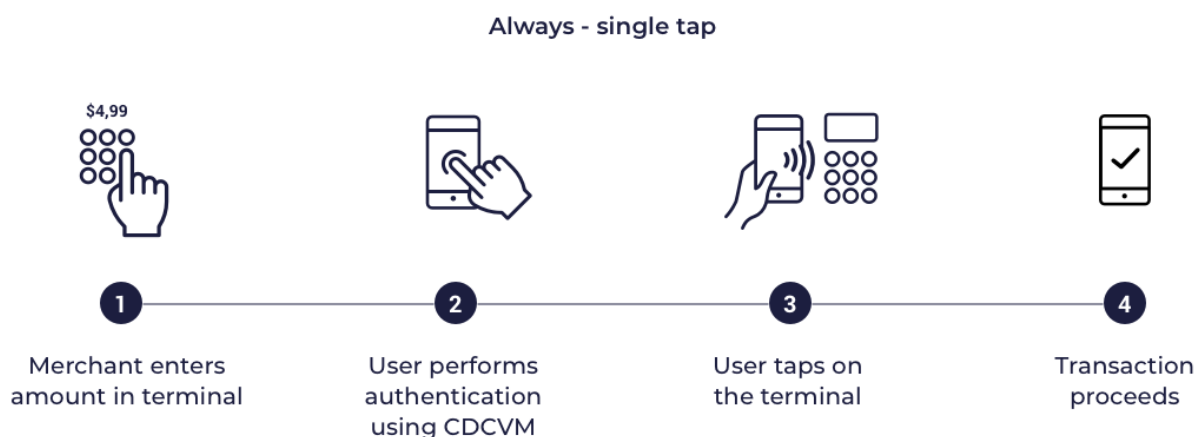 Always - single tap
$4,99
1
2
3
4
Merchant enters
amount in terminal
User performs
authentication
using CDCVM
User taps on
the terminal
Transaction
proceeds